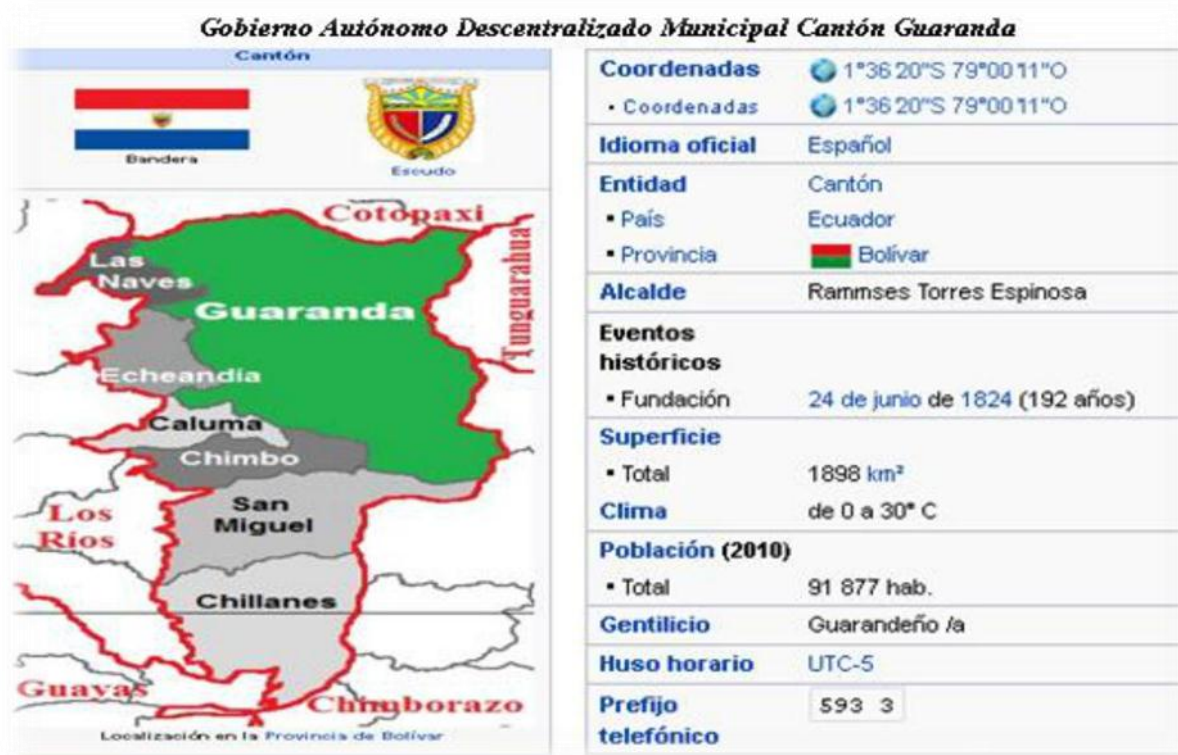 Gobierno Autónomo Descentralizado Municipal Cantón Guaranda
Cantón
Bandera
Escudo
Cotopaxi
Tunguarahua
Las
Naves
Guaranda
Echeandía
Caluma
Chimbo
San
Miguel
Los
Ríos
Chillanes
Guayas
Chimborazo
Localización en la Provincia de Bolívar
Coordenadas 1°36′20″S 79°00′11″O
• Coordenadas 1°36′20″S 79°00′11″O
Idioma oficial Español
Entidad Cantón
• País Ecuador
• Provincia Bolívar
Alcalde Rammses Torres Espinosa
Eventos
históricos
• Fundación 24 de junio de 1824 (192 años)
Superficie
• Total 1898 km²
Clima de 0 a 30° C
Población (2010)
• Total 91 877 hab.
Gentilicio Guarandeño /a
Huso horario UTC-5
Prefijo
telefónico 593 3